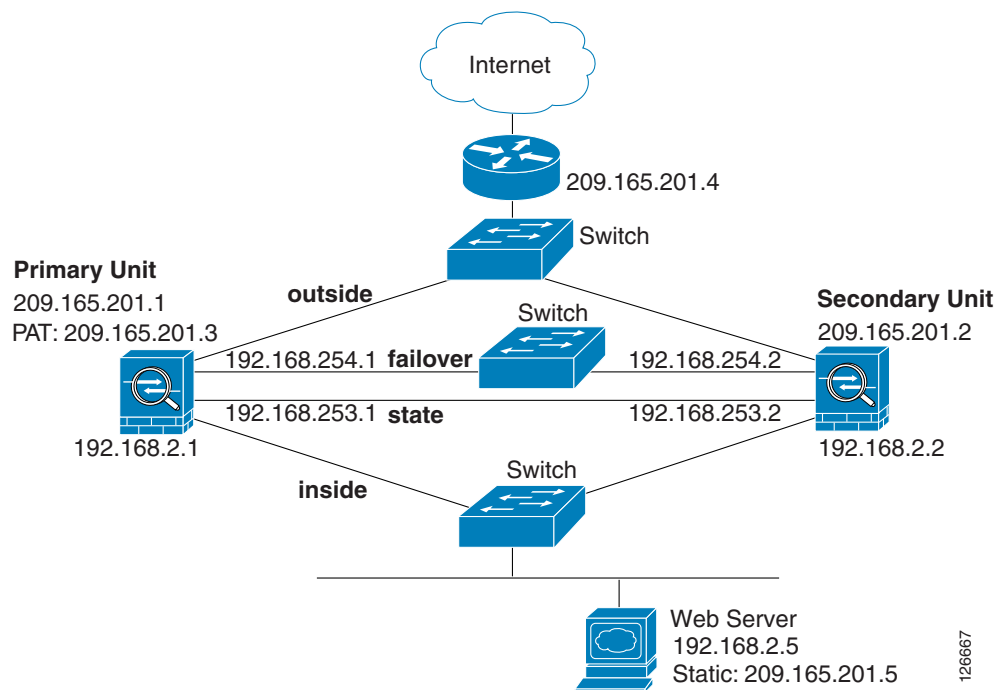 Internet
209.165.201.4
Switch
Primary Unit
209.165.201.1
PAT: 209.165.201.3
outside
Switch
Secondary Unit
209.165.201.2
192.168.254.1
failover
192.168.254.2
192.168.253.1
state
192.168.253.2
192.168.2.1
192.168.2.2
inside
Switch
Web Server
192.168.2.5
Static: 209.165.201.5
126667